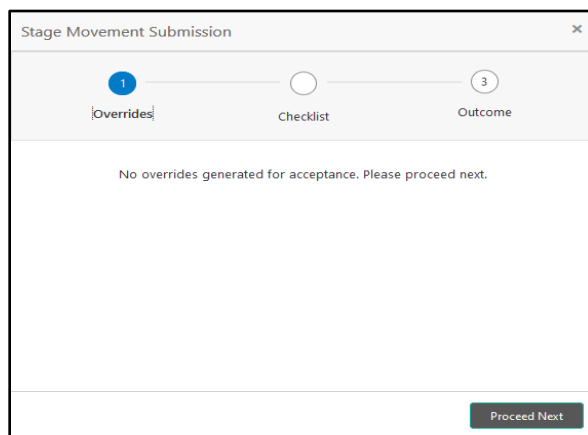 Stage Movement Submission ×
1
3
Overrides
Checklist
Outcome
No overrides generated for acceptance. Please proceed next.
Proceed Next